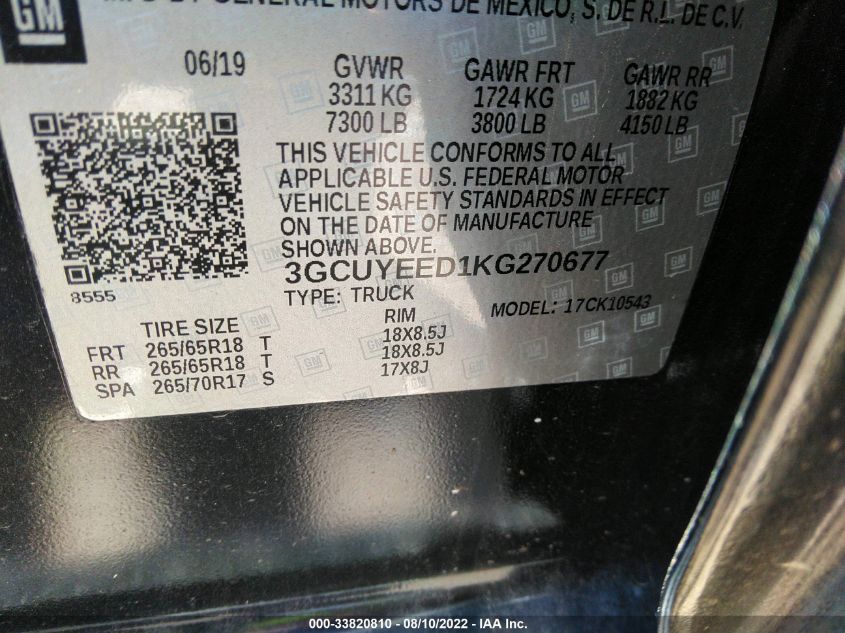 GM
GENERAL MOTORS DE MEXICO, S. DE R.L. DE C.V.
06/19 GVWR GAWR FRT GAWR RR
3311 KG 1724 KG 1882 KG
7300 LB 3800 LB 4150 LB
THIS VEHICLE CONFORMS TO ALL
APPLICABLE U.S. FEDERAL MOTOR
VEHICLE SAFETY STANDARDS IN EFFECT
ON THE DATE OF MANUFACTURE
SHOWN ABOVE.
3GCUYEED1KG270677
8555
TYPE: TRUCK MODEL: 17CK10543
TIRE SIZE RIM
FRT 265/65R18 T 18X8.5J
RR 265/65R18 T 18X8.5J
SPA 265/70R17 S 17X8J
000-33820810 - 08/10/2022 - IAA Inc.